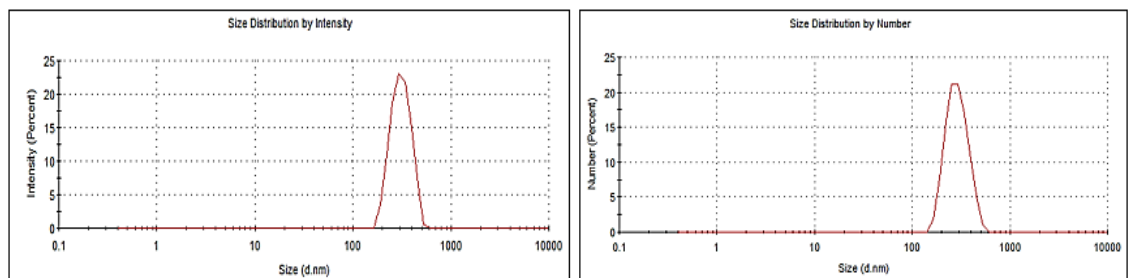 Size Distribution by Intensity
25
20
15
10
5
0
Intensity (Percent)
0.1 1 10 100 1000 10000
Size (d.nm)
Size Distribution by Number
25
20
15
10
5
0
Number (Percent)
0.1 1 10 100 1000 10000
Size (d.nm)